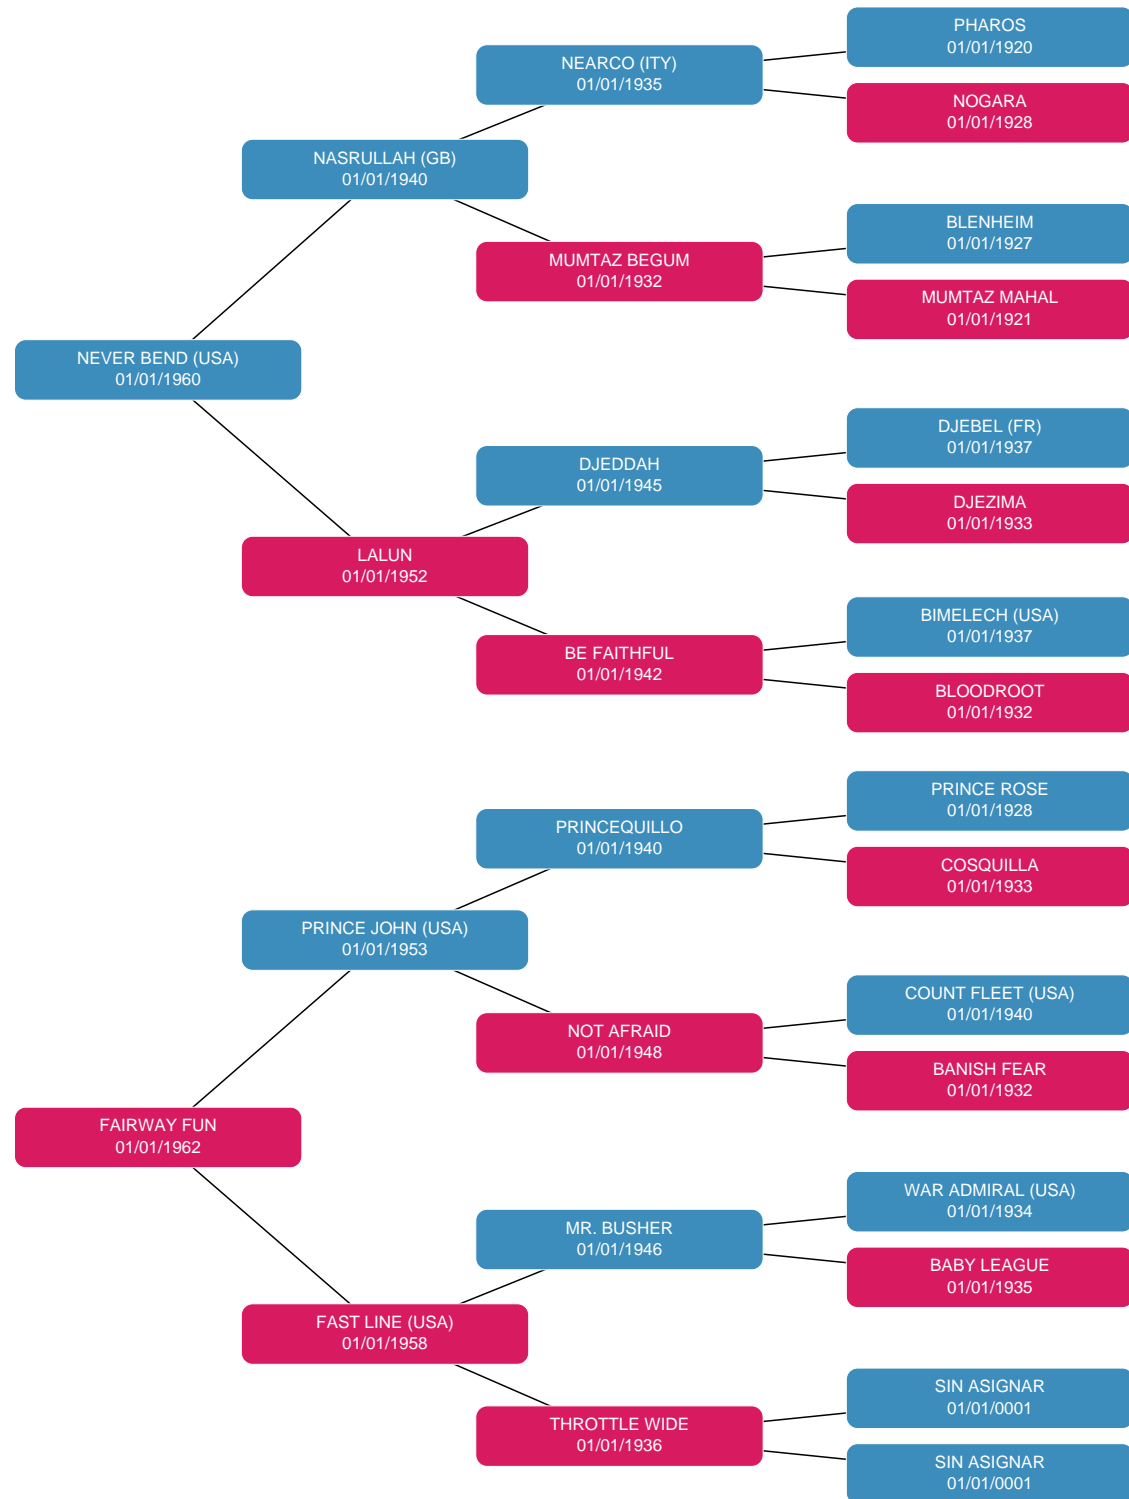 PHAROS
01/01/1920
NEARCO (ITY)
01/01/1935
NOGARA
01/01/1928
NASRULLAH (GB)
01/01/1940
BLENHEIM
01/01/1927
MUMTAZ BEGUM
01/01/1932
MUMTAZ MAHAL
01/01/1921
NEVER BEND (USA)
01/01/1960
DJEBEL (FR)
01/01/1937
DJEDDAH
01/01/1945
DJEZIMA
01/01/1933
LALUN
01/01/1952
BIMELECH (USA)
01/01/1937
BE FAITHFUL
01/01/1942
BLOODROOT
01/01/1932
PRINCE ROSE
01/01/1928
PRINCEQUILLO
01/01/1940
COSQUILLA
01/01/1933
PRINCE JOHN (USA)
01/01/1953
COUNT FLEET (USA)
01/01/1940
NOT AFRAID
01/01/1948
BANISH FEAR
01/01/1932
FAIRWAY FUN
01/01/1962
WAR ADMIRAL (USA)
01/01/1934
MR. BUSHER
01/01/1946
BABY LEAGUE
01/01/1935
FAST LINE (USA)
01/01/1958
SIN ASIGNAR
01/01/0001
THROTTLE WIDE
01/01/1936
SIN ASIGNAR
01/01/0001